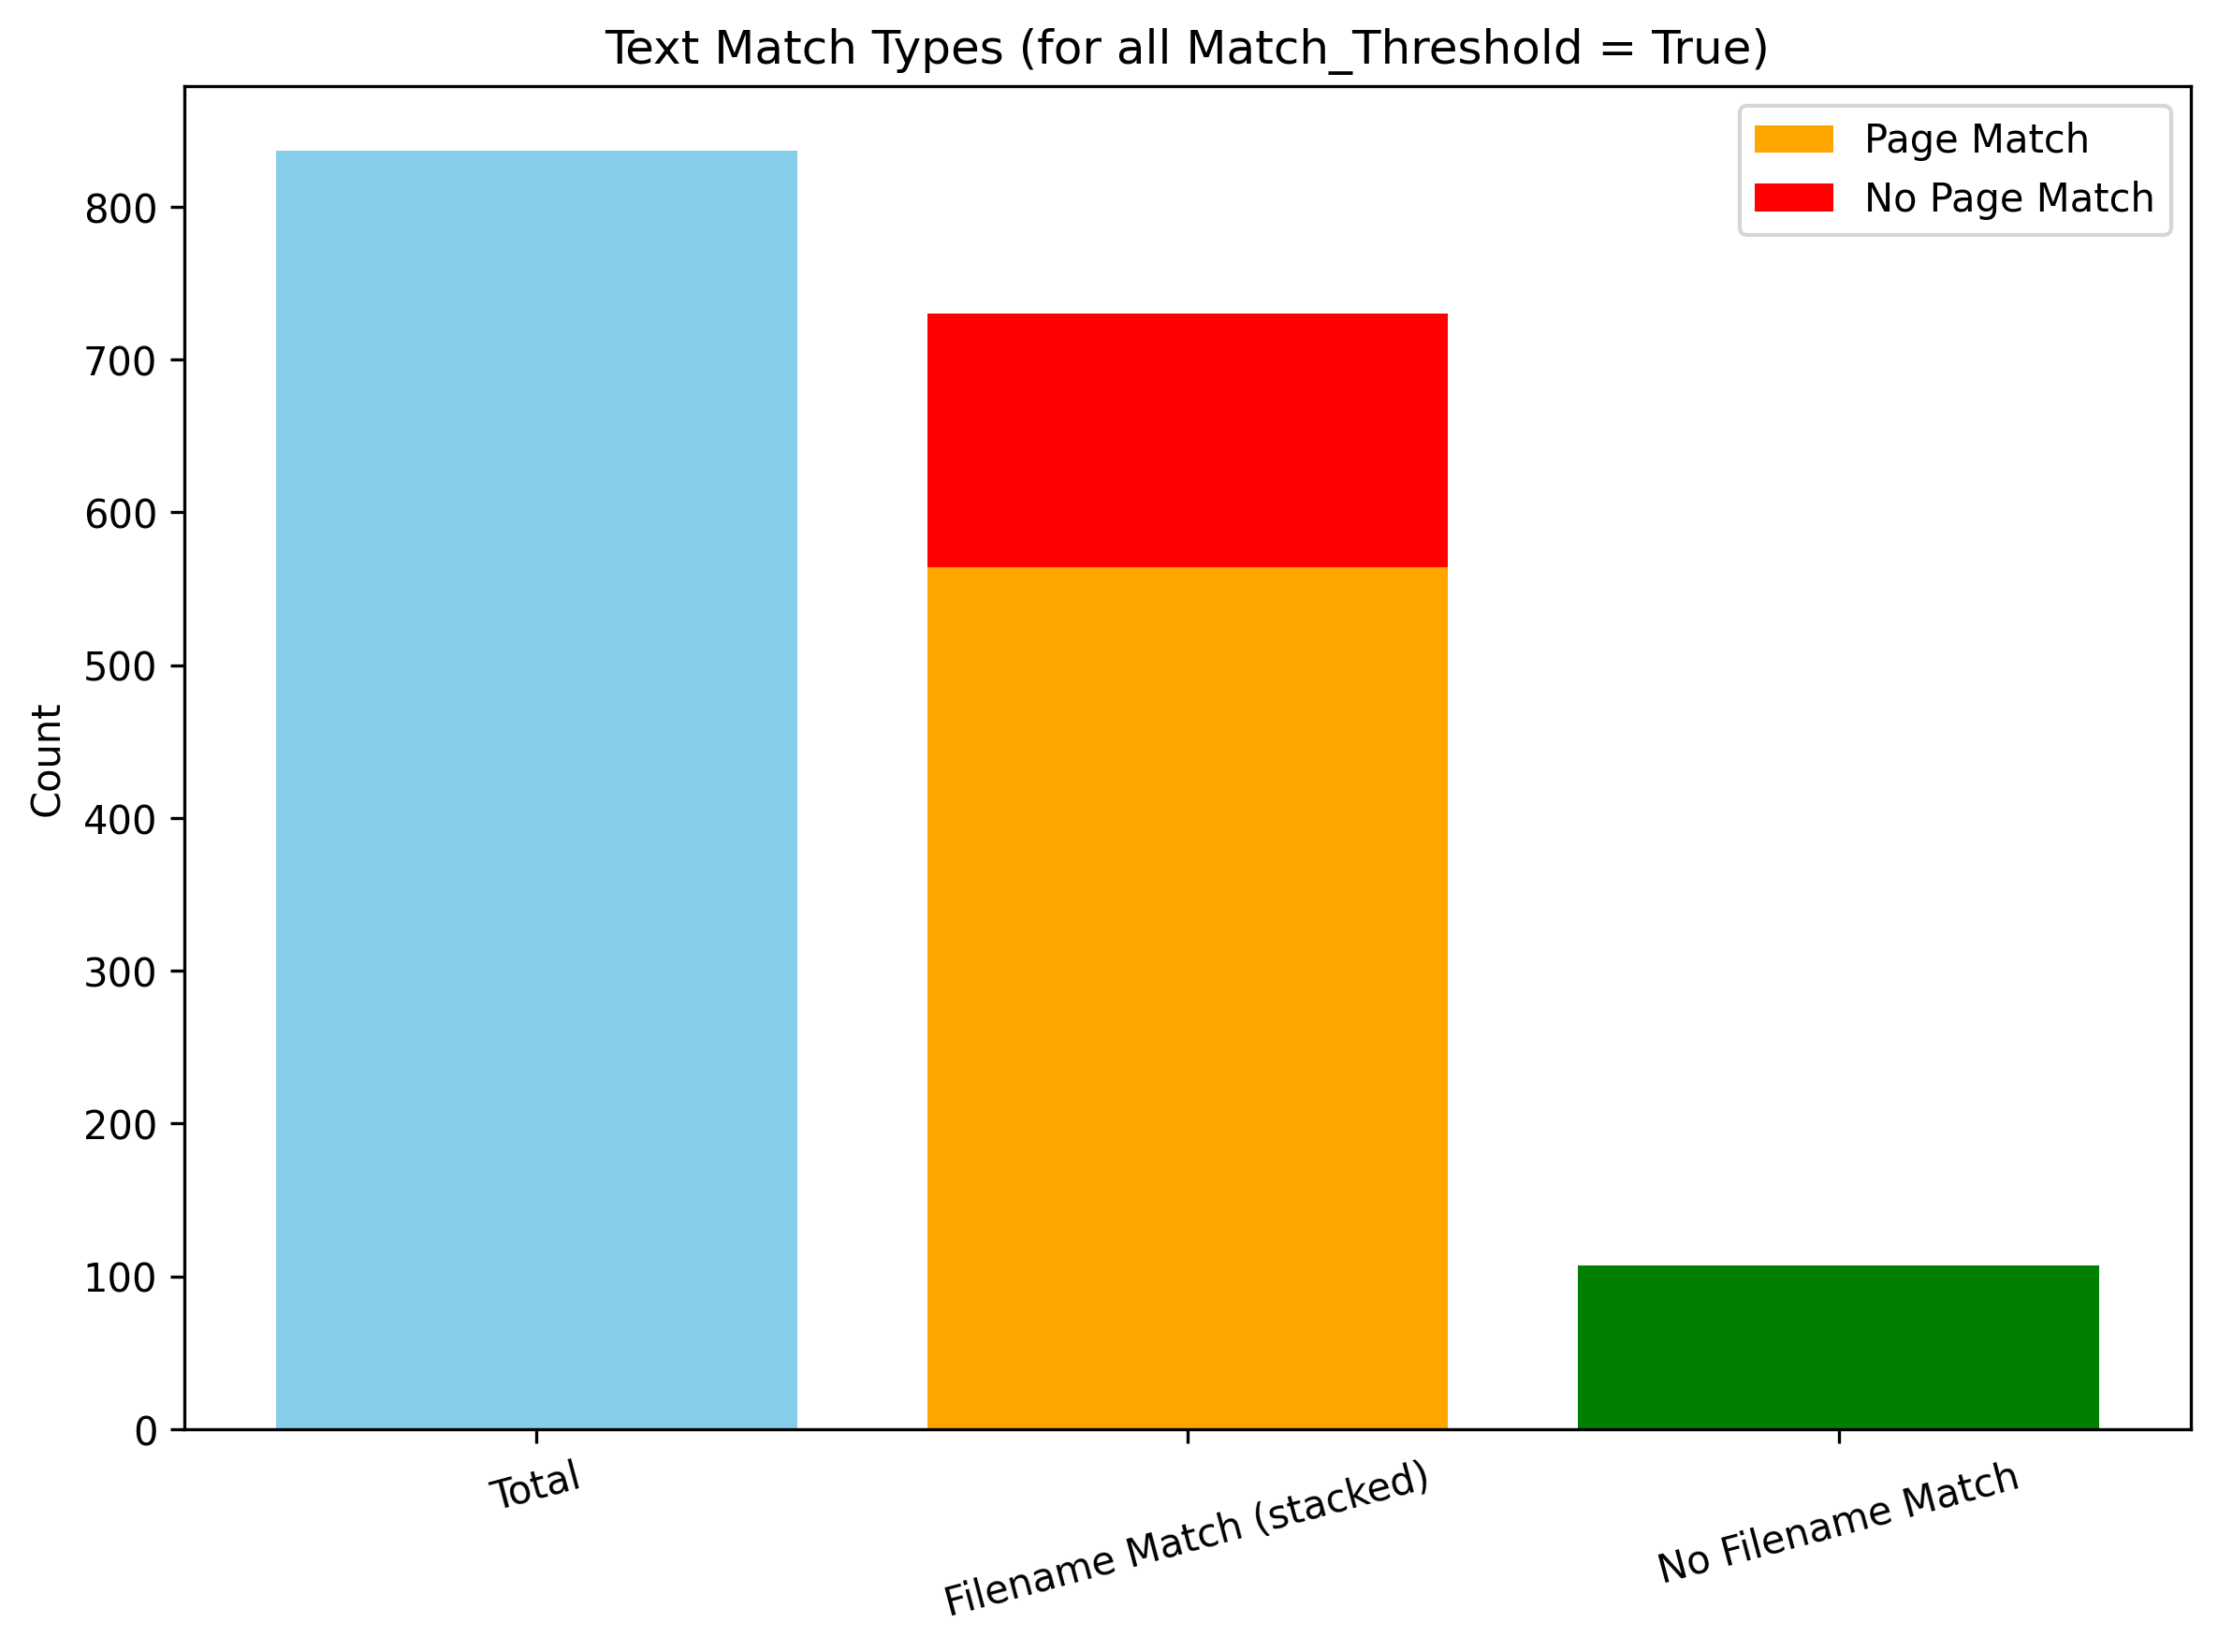 Text Match Types (for all Match_Threshold = True)
Page Match
No Page Match
Count
800
700
600
500
400
300
200
100
0
Total
Filename Match (stacked)
No Filename Match